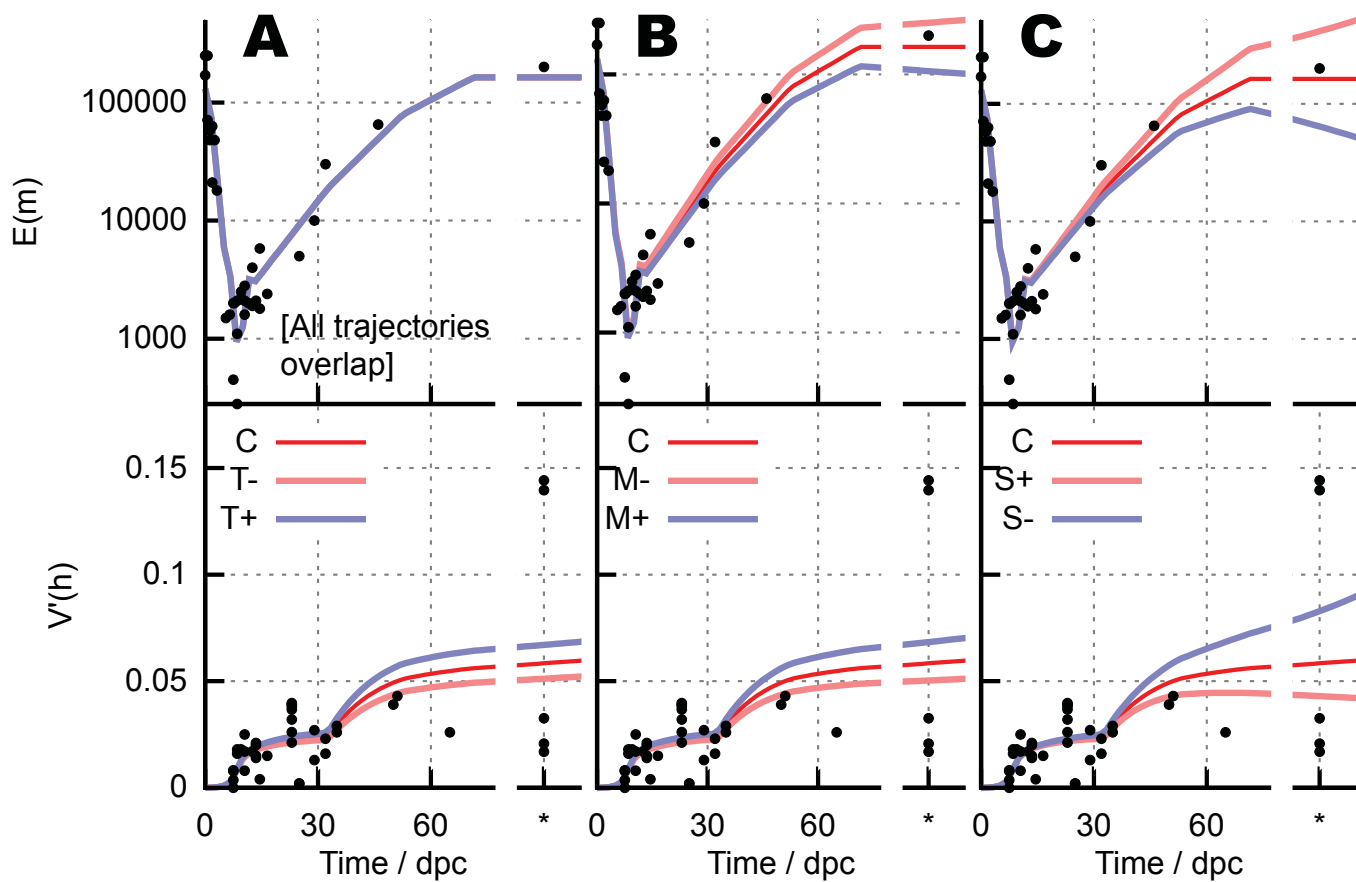 A
B
C
E(m)
100000
10000
1000
[All trajectories
overlap]
V'(h)
0.15
0.1
0.05
0
C
T-
T+
C
M-
M+
C
S+
S-
0 30 60 *
0 30 60 *
0 30 60 *
Time / dpc
Time / dpc
Time / dpc